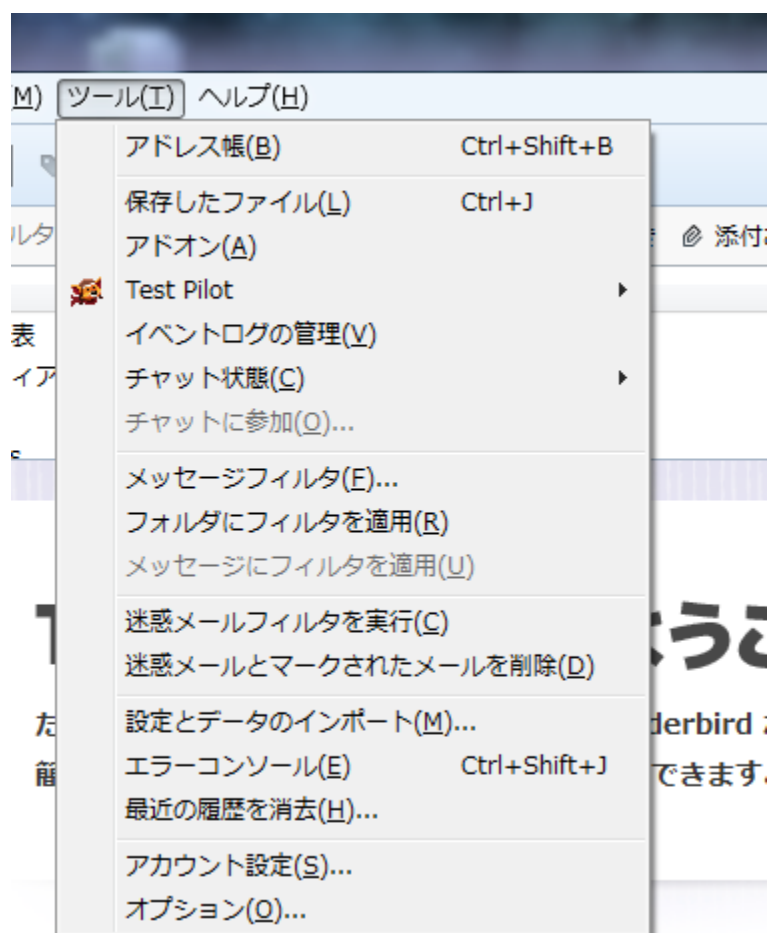 M) ツール(T) ヘルプ(H)
アドレス帳(B) Ctrl+Shift+B
保存したファイル(L) Ctrl+J
ルタ
添付
アドオン(A)
Test Pilot
表
イベントログの管理(V)
ィア
チャット状態(C)
チャットに参加(O)...
メッセージフィルタ(F)...
フォルダにフィルタを適用(R)
メッセージにフィルタを適用(U)
T
ようこ
迷惑メールフィルタを実行(C)
迷惑メールとマークされたメールを削除(D)
た
設定とデータのインポート(M)...
derbird
エラーコンソール(E) Ctrl+Shift+J
できます。
最近の履歴を消去(H)...
アカウント設定(S)...
オプション(O)...